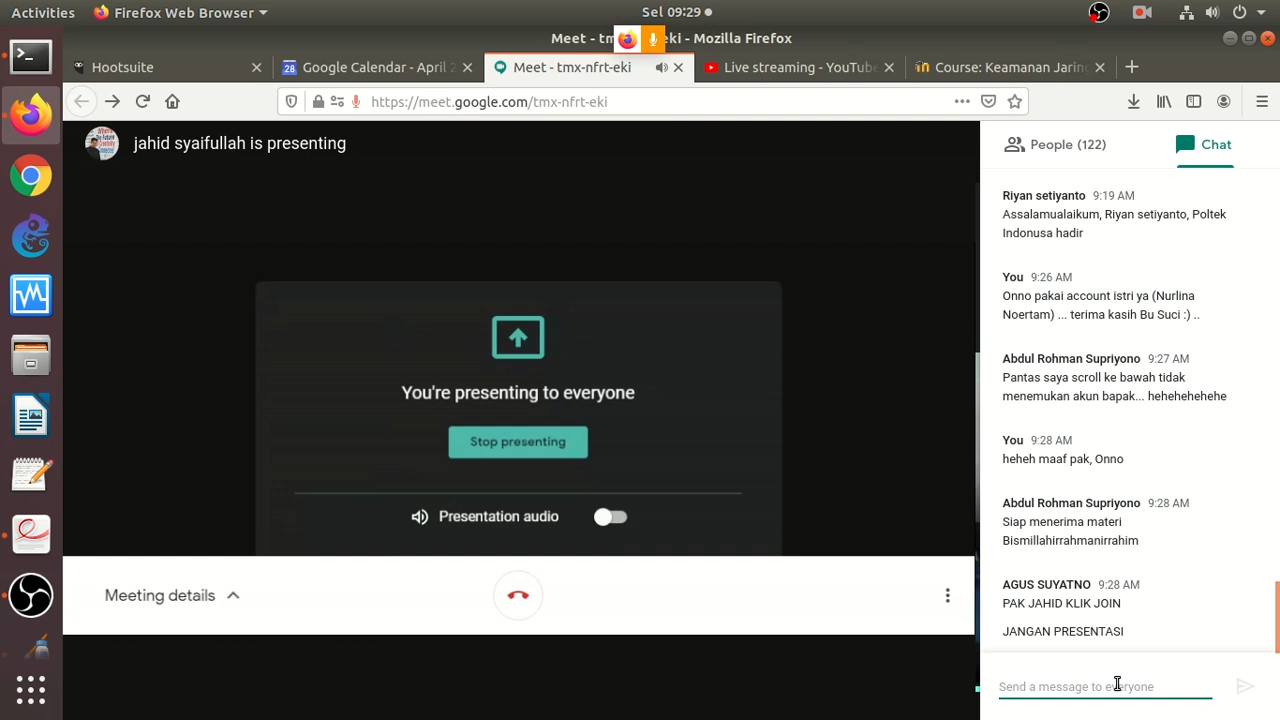 Activities
Firefox Web Browser
Sel 09:29
Meet - tm
eki - Mozilla Firefox
Hootsuite
Google Calendar - April 2
Meet - tmx-nfrt-eki
Live streaming - YouTube
Course: Keamanan Jaring
https://meet.google.com/tmx-nfrt-eki
jahid syaifullah is presenting
You're presenting to everyone
Stop presenting
Presentation audio
Meeting details
People (122)
Chat
Riyan setiyanto 9:19 AM
Assalamualaikum, Riyan setiyanto, Poltek
Indonusa hadir
You 9:26 AM
Onno pakai account istri ya (Nurlina
Noertam) ... terima kasih Bu Suci :) ..
Abdul Rohman Supriyono 9:27 AM
Pantas saya scroll ke bawah tidak
menemukan akun bapak... hehehehehehe
You 9:28 AM
heheh maaf pak, Onno
Abdul Rohman Supriyono 9:28 AM
Siap menerima materi
Bismillahirrahmanirrahim
AGUS SUYATNO 9:28 AM
PAK JAHID KLIK JOIN
JANGAN PRESENTASI
Send a message to everyone